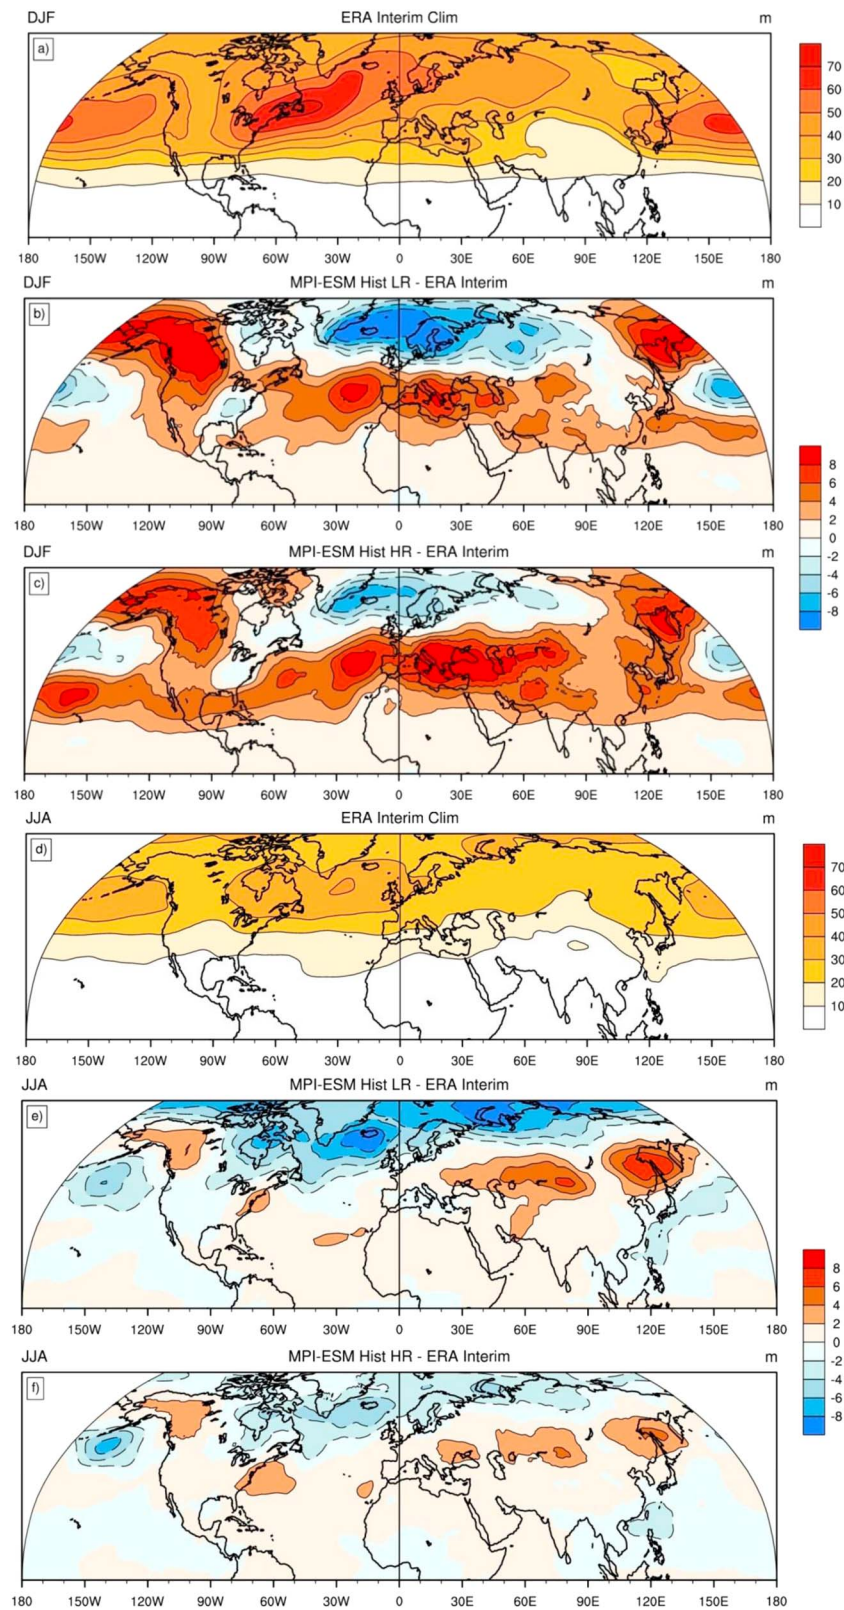 DJF ERA Interim Clim m
a)
70
60
50
40
30
20
10
180 150W 120W 90W 60W 30W 0 30E 60E 90E 120E 150E 180
DJF MPI-ESM Hist LR - ERA Interim m
b)
8
6
4
2
0
-2
-4
-6
-8
180 150W 120W 90W 60W 30W 0 30E 60E 90E 120E 150E 180
DJF MPI-ESM Hist HR - ERA Interim m
c)
180 150W 120W 90W 60W 30W 0 30E 60E 90E 120E 150E 180
JJA ERA Interim Clim m
d)
70
60
50
40
30
20
10
180 150W 120W 90W 60W 30W 0 30E 60E 90E 120E 150E 180
JJA MPI-ESM Hist LR - ERA Interim m
e)
8
6
4
2
0
-2
-4
-6
-8
180 150W 120W 90W 60W 30W 0 30E 60E 90E 120E 150E 180
JJA MPI-ESM Hist HR - ERA Interim m
f)
180 150W 120W 90W 60W 30W 0 30E 60E 90E 120E 150E 180